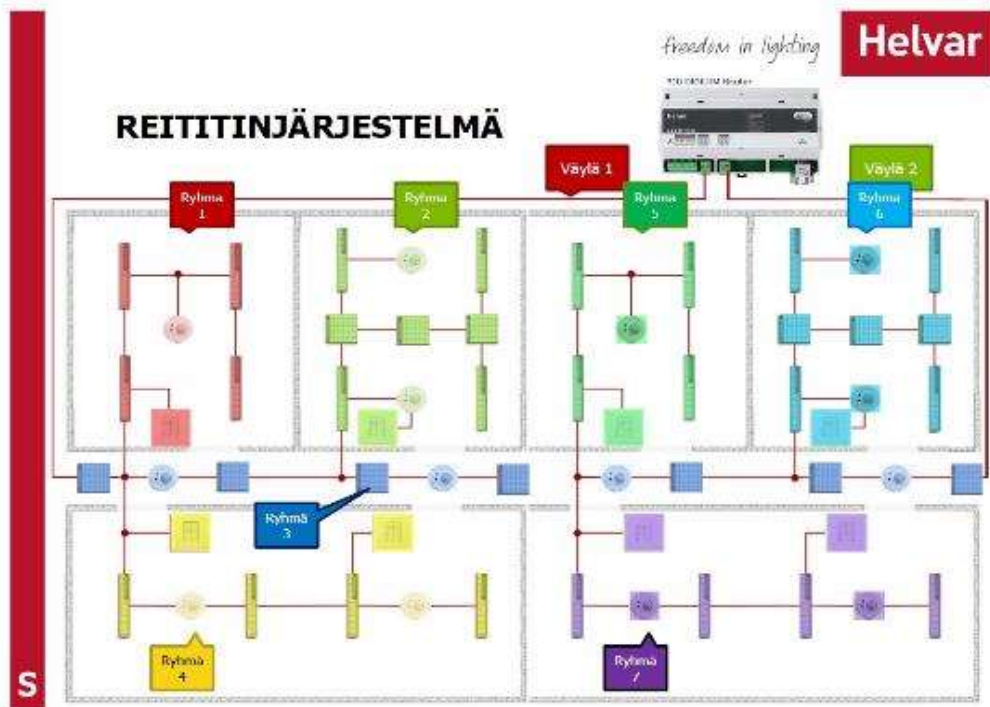 freedom in lighting
Helvar
REITITINJÄRJESTELMÄ
Väylä 1
Väylä 2
Ryhmä
1
Ryhmä
2
Ryhmä
5
Ryhmä
6
Ryhmä
3
Ryhmä
4
Ryhmä
7
S